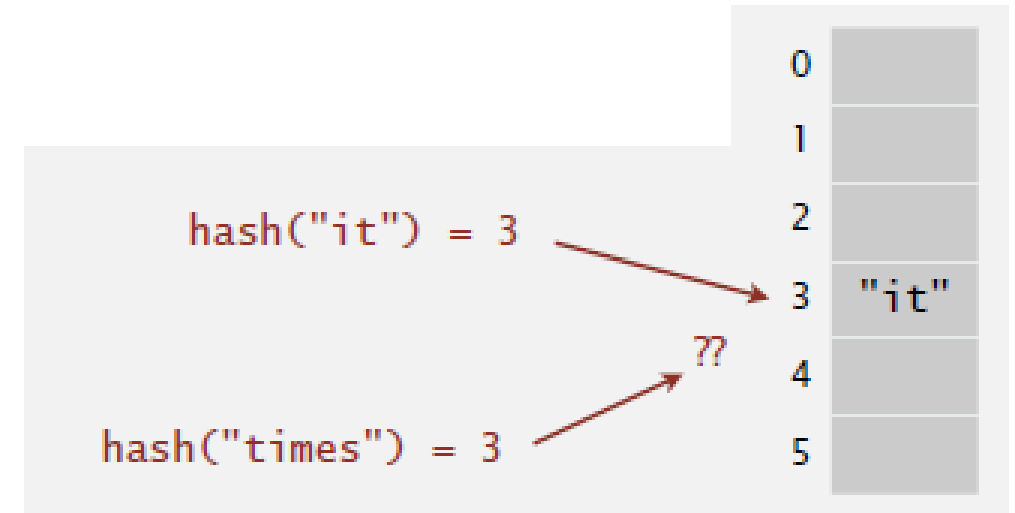 0
1
2
hash("it") = 3
3 "it"
??
4
hash("times") = 3
5